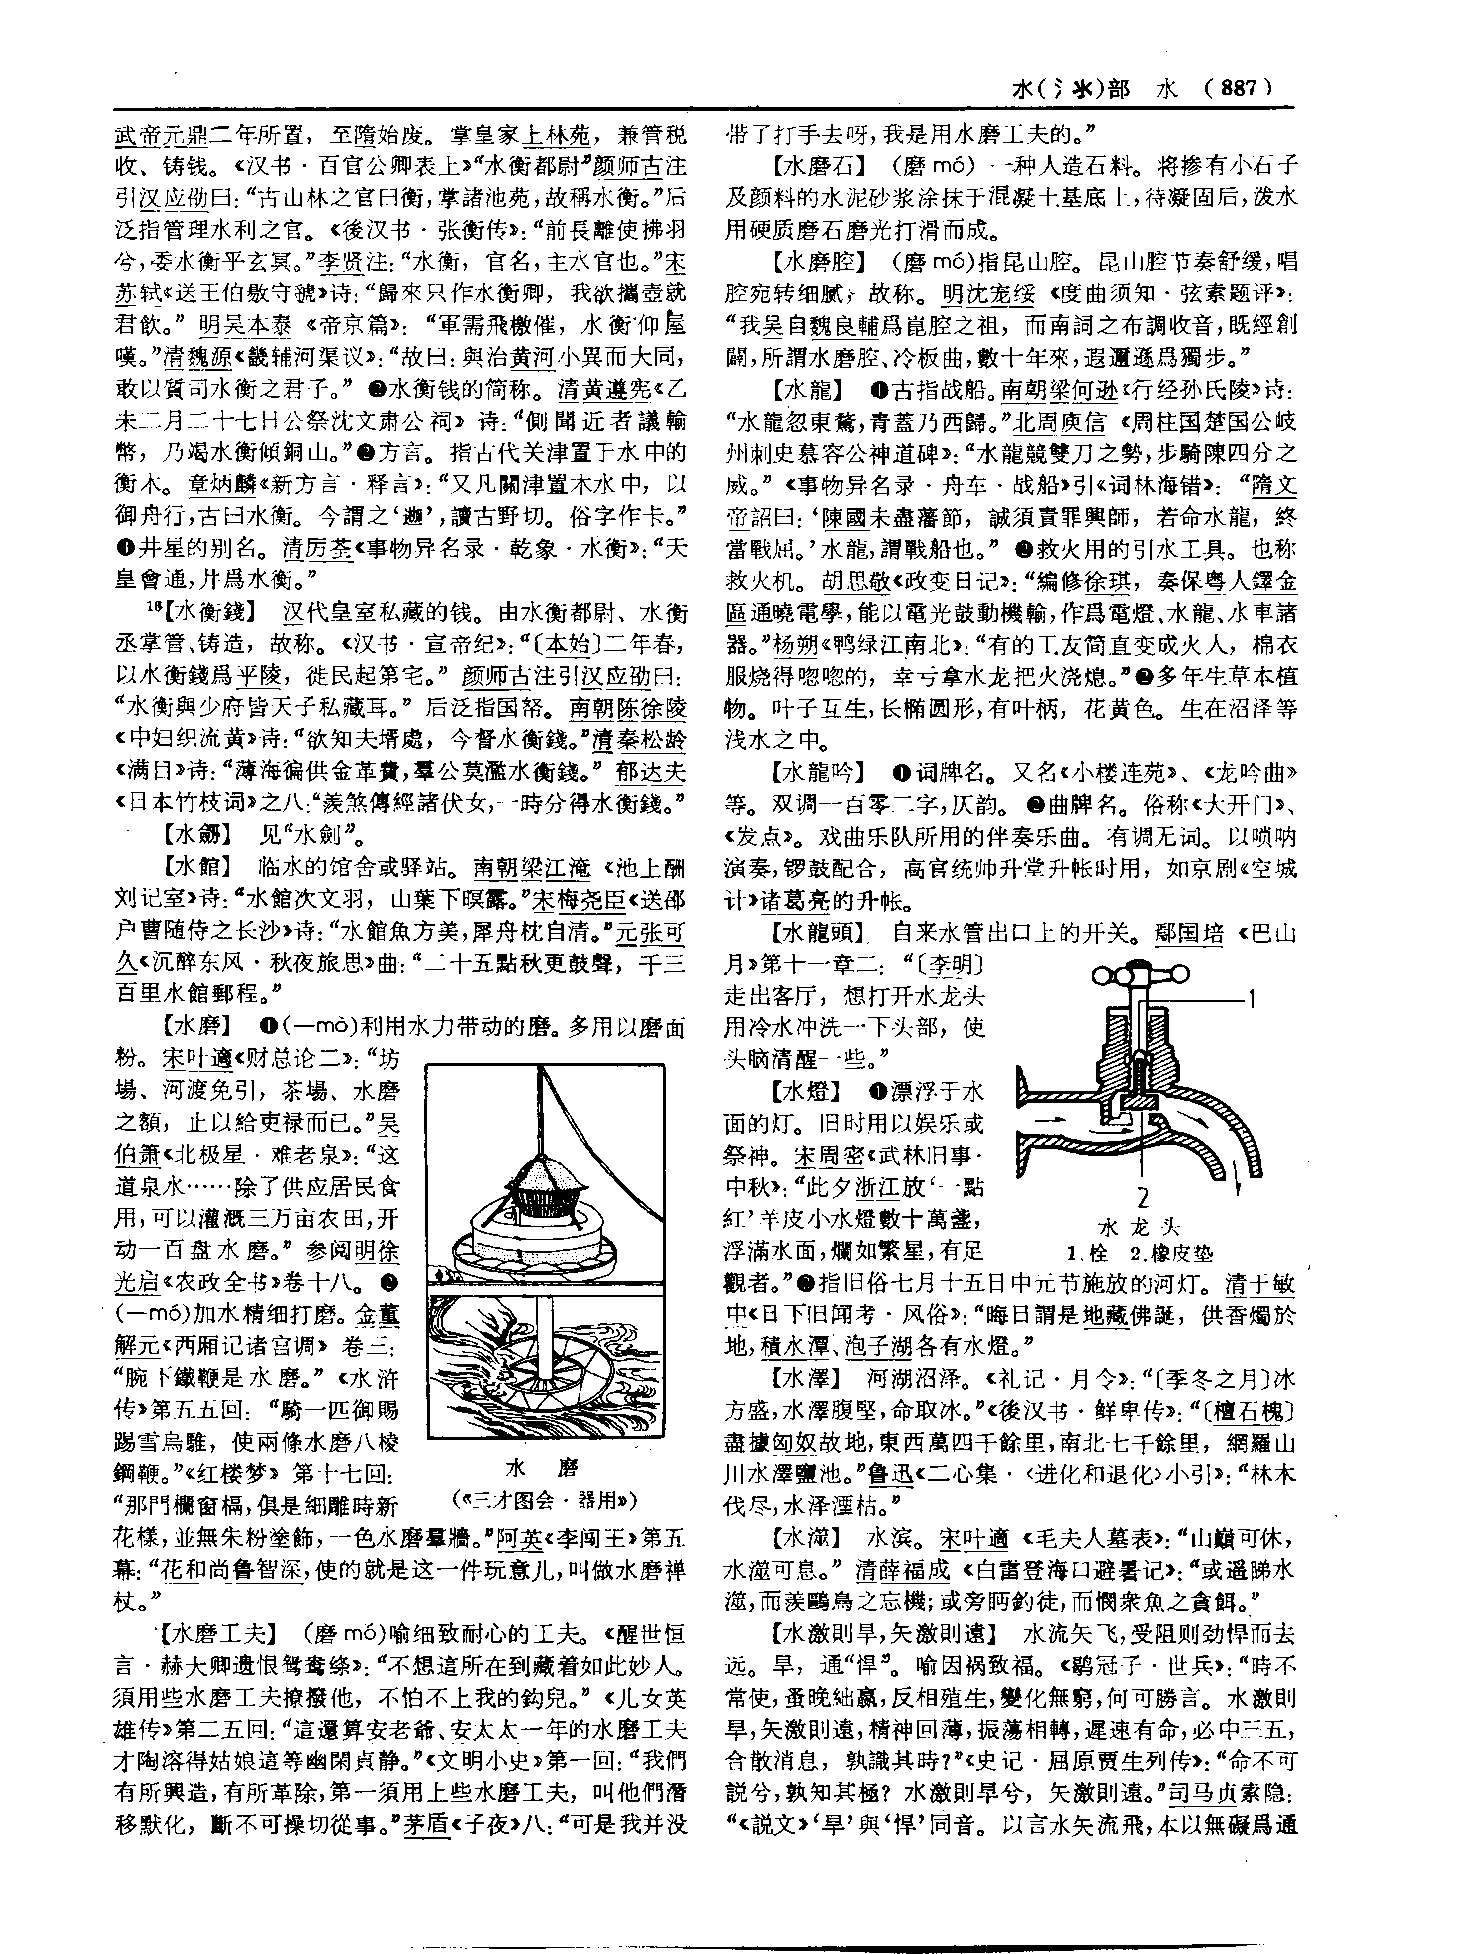 水(氵氺)部　水　(887)
武帝元鼎二年所置，至隋始废。掌皇家上林苑，兼管税
收、铸钱。《汉书·百官公卿表上》“水衡都尉”颜师古注
引汉应劭曰：“古山林之官曰衡，掌諸池苑，故稱水衡。”后
泛指管理水利之官。《後汉书·张衡传》：“前長離使拂羽
兮，委水衡乎玄冥。”李贤注：“水衡，官名，主水官也。”宋
苏轼《送王伯敭守虢》诗：“歸來只作水衡卿，我欲攜壺就
君飲。”明吴本泰《帝京篇》：“軍需飛檄催，水衡仰屋
嘆。”清魏源《畿辅河渠议》：“故曰：與治黄河小異而大同，
敢以質司水衡之君子。”❷水衡钱的简称。清黄遵宪《乙
未二月二十七日公祭沈文肃公祠》诗：“側聞近者議輸
幣，乃竭水衡傾銅山。”❸方言。指古代关津置于水中的
衡木。章炳麟《新方言·释言》：“又凡關津置木水中，以
御舟行，古曰水衡。今謂之‘’，讀古野切。俗字作卡。”
❹井星的别名。清厉荃《事物异名录·乾象·水衡》：“天
皇會通，井爲水衡。”
¹⁶【水衡錢】　汉代皇室私藏的钱。由水衡都尉、水衡
丞掌管、铸造，故称。《汉书·宣帝纪》：“〔本始〕二年春，
以水衡錢爲平陵，徙民起第宅。”颜师古注引汉应劭曰：
“水衡與少府皆天子私藏耳。”后泛指国帑。南朝陈徐陵
《中妇织流黄》诗：“欲知夫壻處，今督水衡錢。”清秦松龄
《满日》诗：“薄海徧供金革費，羣公莫濫水衡錢。”郁达夫
《日本竹枝词》之八：“羨煞傳經諸伏女，一時分得水衡錢。”
【水劒】　见“水劍”。
【水館】　临水的馆舍或驿站。南朝梁江淹《池上酬
刘记室》诗：“水館次文羽，山葉下暝露。”宋梅尧臣《送邵
户曹随侍之长沙》诗：“水館魚方美，犀舟枕自清。”元张可
久《沉醉东风·秋夜旅思》曲：“二十五點秋更鼓聲，千三
百里水館郵程。”
【水磨】　❶(—mò)利用水力带动的磨。多用以磨面
粉。宋叶適《财总论二》：“坊
場、河渡免引，茶場、水磨
之額，止以給吏禄而已。”吴
伯箫《北极星·难老泉》：“这
道泉水……除了供应居民食
用，可以灌溉三万亩农田，开
动一百盘水磨。”参阅明徐
光启《农政全书》卷十八。❷
(—mó)加水精细打磨。金董
解元《西厢记诸宫调》卷三：
“腕下鐵鞭是水磨。”《水浒
传》第五五回：“騎一匹御賜
踢雪烏騅，使兩條水磨八棱
鋼鞭。”《红楼梦》第十七回：
“那門欄窗槅，俱是細雕時新
水　磨
(《三才图会·器用》)
花樣，並無朱粉塗飾，一色水磨羣牆。”阿英《李闯王》第五
幕：“花和尚鲁智深，使的就是这一件玩意儿，叫做水磨禅
杖。”
【水磨工夫】　(磨 mó)喻细致耐心的工夫。《醒世恒
言·赫大卿遗恨鸳鸯绦》：“不想這所在到藏着如此妙人。
須用些水磨工夫撩撥他，不怕不上我的鈎兒。”《儿女英
雄传》第二五回：“這還算安老爺、安太太一年的水磨工夫
才陶溶得姑娘這等幽閑貞静。”《文明小史》第一回：“我們
有所興造，有所革除，第一須用上些水磨工夫，叫他們潛
移默化，斷不可操切從事。”茅盾《子夜》八：“可是我并没
带了打手去呀，我是用水磨工夫的。”
【水磨石】　(磨 mó)　一种人造石料。将掺有小石子
及颜料的水泥砂浆涂抹于混凝土基底上，待凝固后，泼水
用硬质磨石磨光打滑而成。
【水磨腔】　(磨 mó)指昆山腔。昆山腔节奏舒缓，唱
腔宛转细腻，故称。明沈宠绥《度曲须知·弦索题评》：
“我吴自魏良輔爲崑腔之祖，而南詞之布調收音，既經創
闢，所謂水磨腔、冷板曲，數十年來，遐邇遜爲獨步。”
【水龍】　❶古指战船。南朝梁何逊《行经孙氏陵》诗：
“水龍忽東騖，青蓋乃西歸。”北周庾信《周柱国楚国公岐
州刺史慕容公神道碑》：“水龍競雙刀之勢，步騎陳四分之
威。”《事物异名录·舟车·战船》引《词林海错》：“隋文
帝詔曰：‘陳國未盡藩節，誠須責罪興師，若命水龍，終
當戰屈。’水龍，謂戰船也。”❷救火用的引水工具。也称
救火机。胡思敬《政变日记》：“編修徐琪，奏保粤人鐸金
區通曉電學，能以電光鼓動機輪，作爲電燈、水龍、水車諸
器。”杨朔《鸭绿江南北》：“有的工友简直变成火人，棉衣
服烧得唿唿的，幸亏拿水龙把火浇熄。”❸多年生草本植
物。叶子互生，长椭圆形，有叶柄，花黄色。生在沼泽等
浅水之中。
【水龍吟】　❶词牌名。又名《小楼连苑》、《龙吟曲》
等。双调一百零二字，仄韵。❷曲牌名。俗称《大开门》、
《发点》。戏曲乐队所用的伴奏乐曲。有调无词。以唢呐
演奏，锣鼓配合，高官统帅升堂升帐时用，如京剧《空城
计》诸葛亮的升帐。
【水龍頭】　自来水管出口上的开关。鄢国培《巴山
月》第十一章二：“〔李明〕
走出客厅，想打开水龙头
用冷水冲洗一下头部，使
头脑清醒一些。”
1
2
水龙头
1.栓　2.橡皮垫
【水燈】　❶漂浮于水
面的灯。旧时用以娱乐或
祭神。宋周密《武林旧事·
中秋》：“此夕浙江放‘一點
紅’羊皮小水燈數十萬盞，
浮滿水面，爛如繁星，有足
觀者。”❷指旧俗七月十五日中元节施放的河灯。清于敏
中《日下旧闻考·风俗》：“晦日謂是地藏佛誕，供香燭於
地，積水潭、泡子湖各有水燈。”
【水澤】　河湖沼泽。《礼记·月令》：“〔季冬之月〕冰
方盛，水澤腹堅，命取冰。”《後汉书·鲜卑传》：“〔檀石槐〕
盡據匈奴故地，東西萬四千餘里，南北七千餘里，網羅山
川水澤鹽池。”鲁迅《二心集·〈进化和退化〉小引》：“林木
伐尽，水泽湮枯。”
【水澨】　水滨。宋叶適《毛夫人墓表》：“山巔可休，
水澨可息。”清薛福成《白雷登海口避暑记》：“或遥睇水
澨，而羡鷗鳥之忘機；或旁眄釣徒，而憫衆魚之貪餌。”
【水激則旱，矢激則遠】　水流矢飞，受阻则劲悍而去
远。旱，通“悍”。喻因祸致福。《鹖冠子·世兵》：“時不
常使，蚤晚絀嬴，反相殖生，變化無窮，何可勝言。水激則
旱，矢激則遠，精神回薄，振蕩相轉，遲速有命，必中三五，
合散消息，孰識其時？”《史记·屈原贾生列传》：“命不可
説兮，孰知其極？水激則旱兮，矢激則遠。”司马贞索隐：
“《説文》‘旱’與‘悍’同音。以言水矢流飛，本以無礙爲通